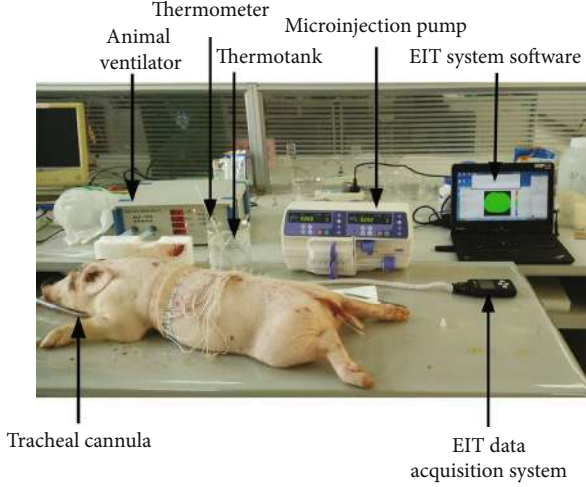 Thermometer
Microinjection pump
Animal
ventilator
Thermotank
EIT system software
Tracheal cannula
EIT data
acquisition system